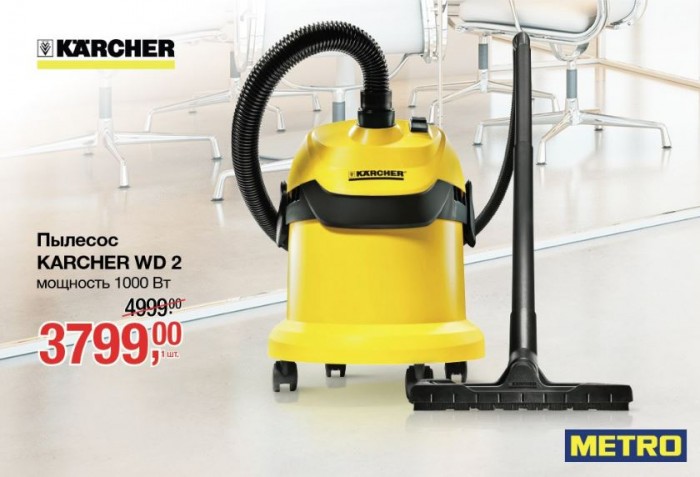 KÄRCHER
KÄRCHER
Пылесос
KARCHER WD 2
мощность 1000 Вт
4999.00
3799,00
1 шт.
METRO